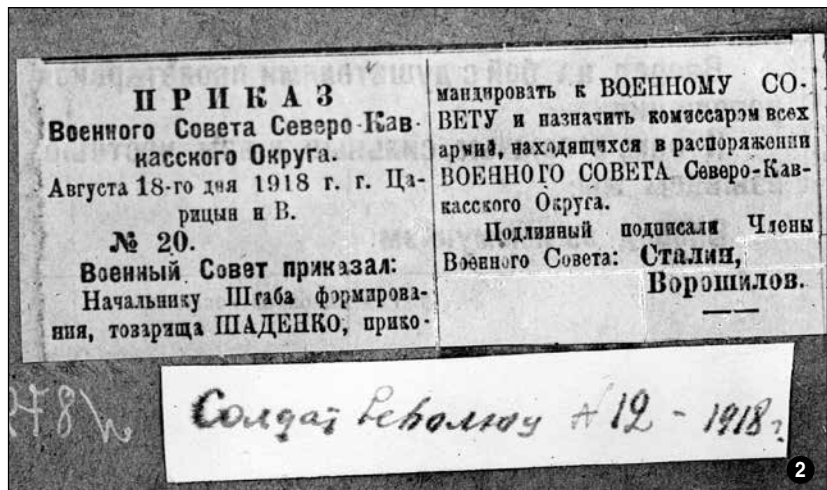 ПРИКАЗ
Военного Совета Северо-Кав-
касского Округа.
Августа 18-го дня 1918 г. г. Ца-
рицын н В.
№ 20.
Военный Совет приказал:
Начальнику Штаба формирова-
ния, товарища ШАДЕНКО, прико-
мандировать к ВОЕННОМУ СО-
ВЕТУ и назначить комиссаром всех
армий, находящихся в распоряжении
ВОЕННОГО СОВЕТА Северо-Кав-
касского Округа.
Подлинный подписали Члены
Военного Совета: Сталин,
Ворошилов.
Солдат Революц № 12 - 1918 г.
2